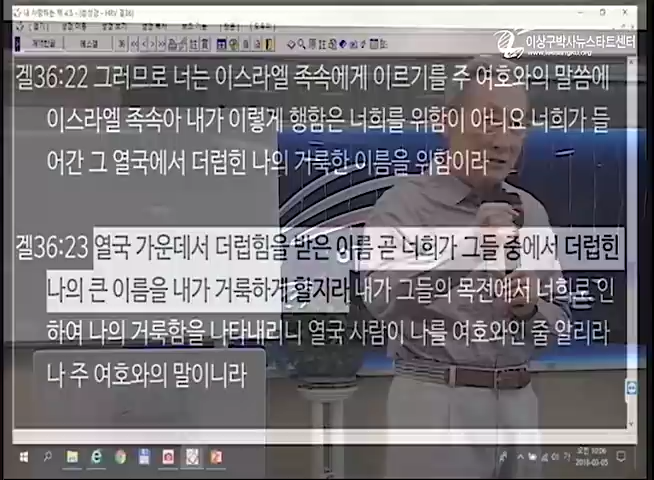 이상구박사뉴스타트센터
겔36:22 그러므로 너는 이스라엘 족속에게 이르기를 주 여호와의 말씀에
이스라엘 족속아 내가 이렇게 행함은 너희를 위함이 아니요 너희가 들
어간 그 열국에서 더럽힌 나의 거룩한 이름을 위함이라
겔36:23 열국 가운데서 더럽힘을 받은 이름 곧 너희가 그들 중에서 더럽힌
나의 큰 이름을 내가 거룩하게 할지라 내가 그들의 목전에서 너희로 인
하여 나의 거룩함을 나타내리니 열국 사람이 나를 여호와인 줄 알리라
나 주 여호와의 말이니라
오전 10:06
2018-03-05